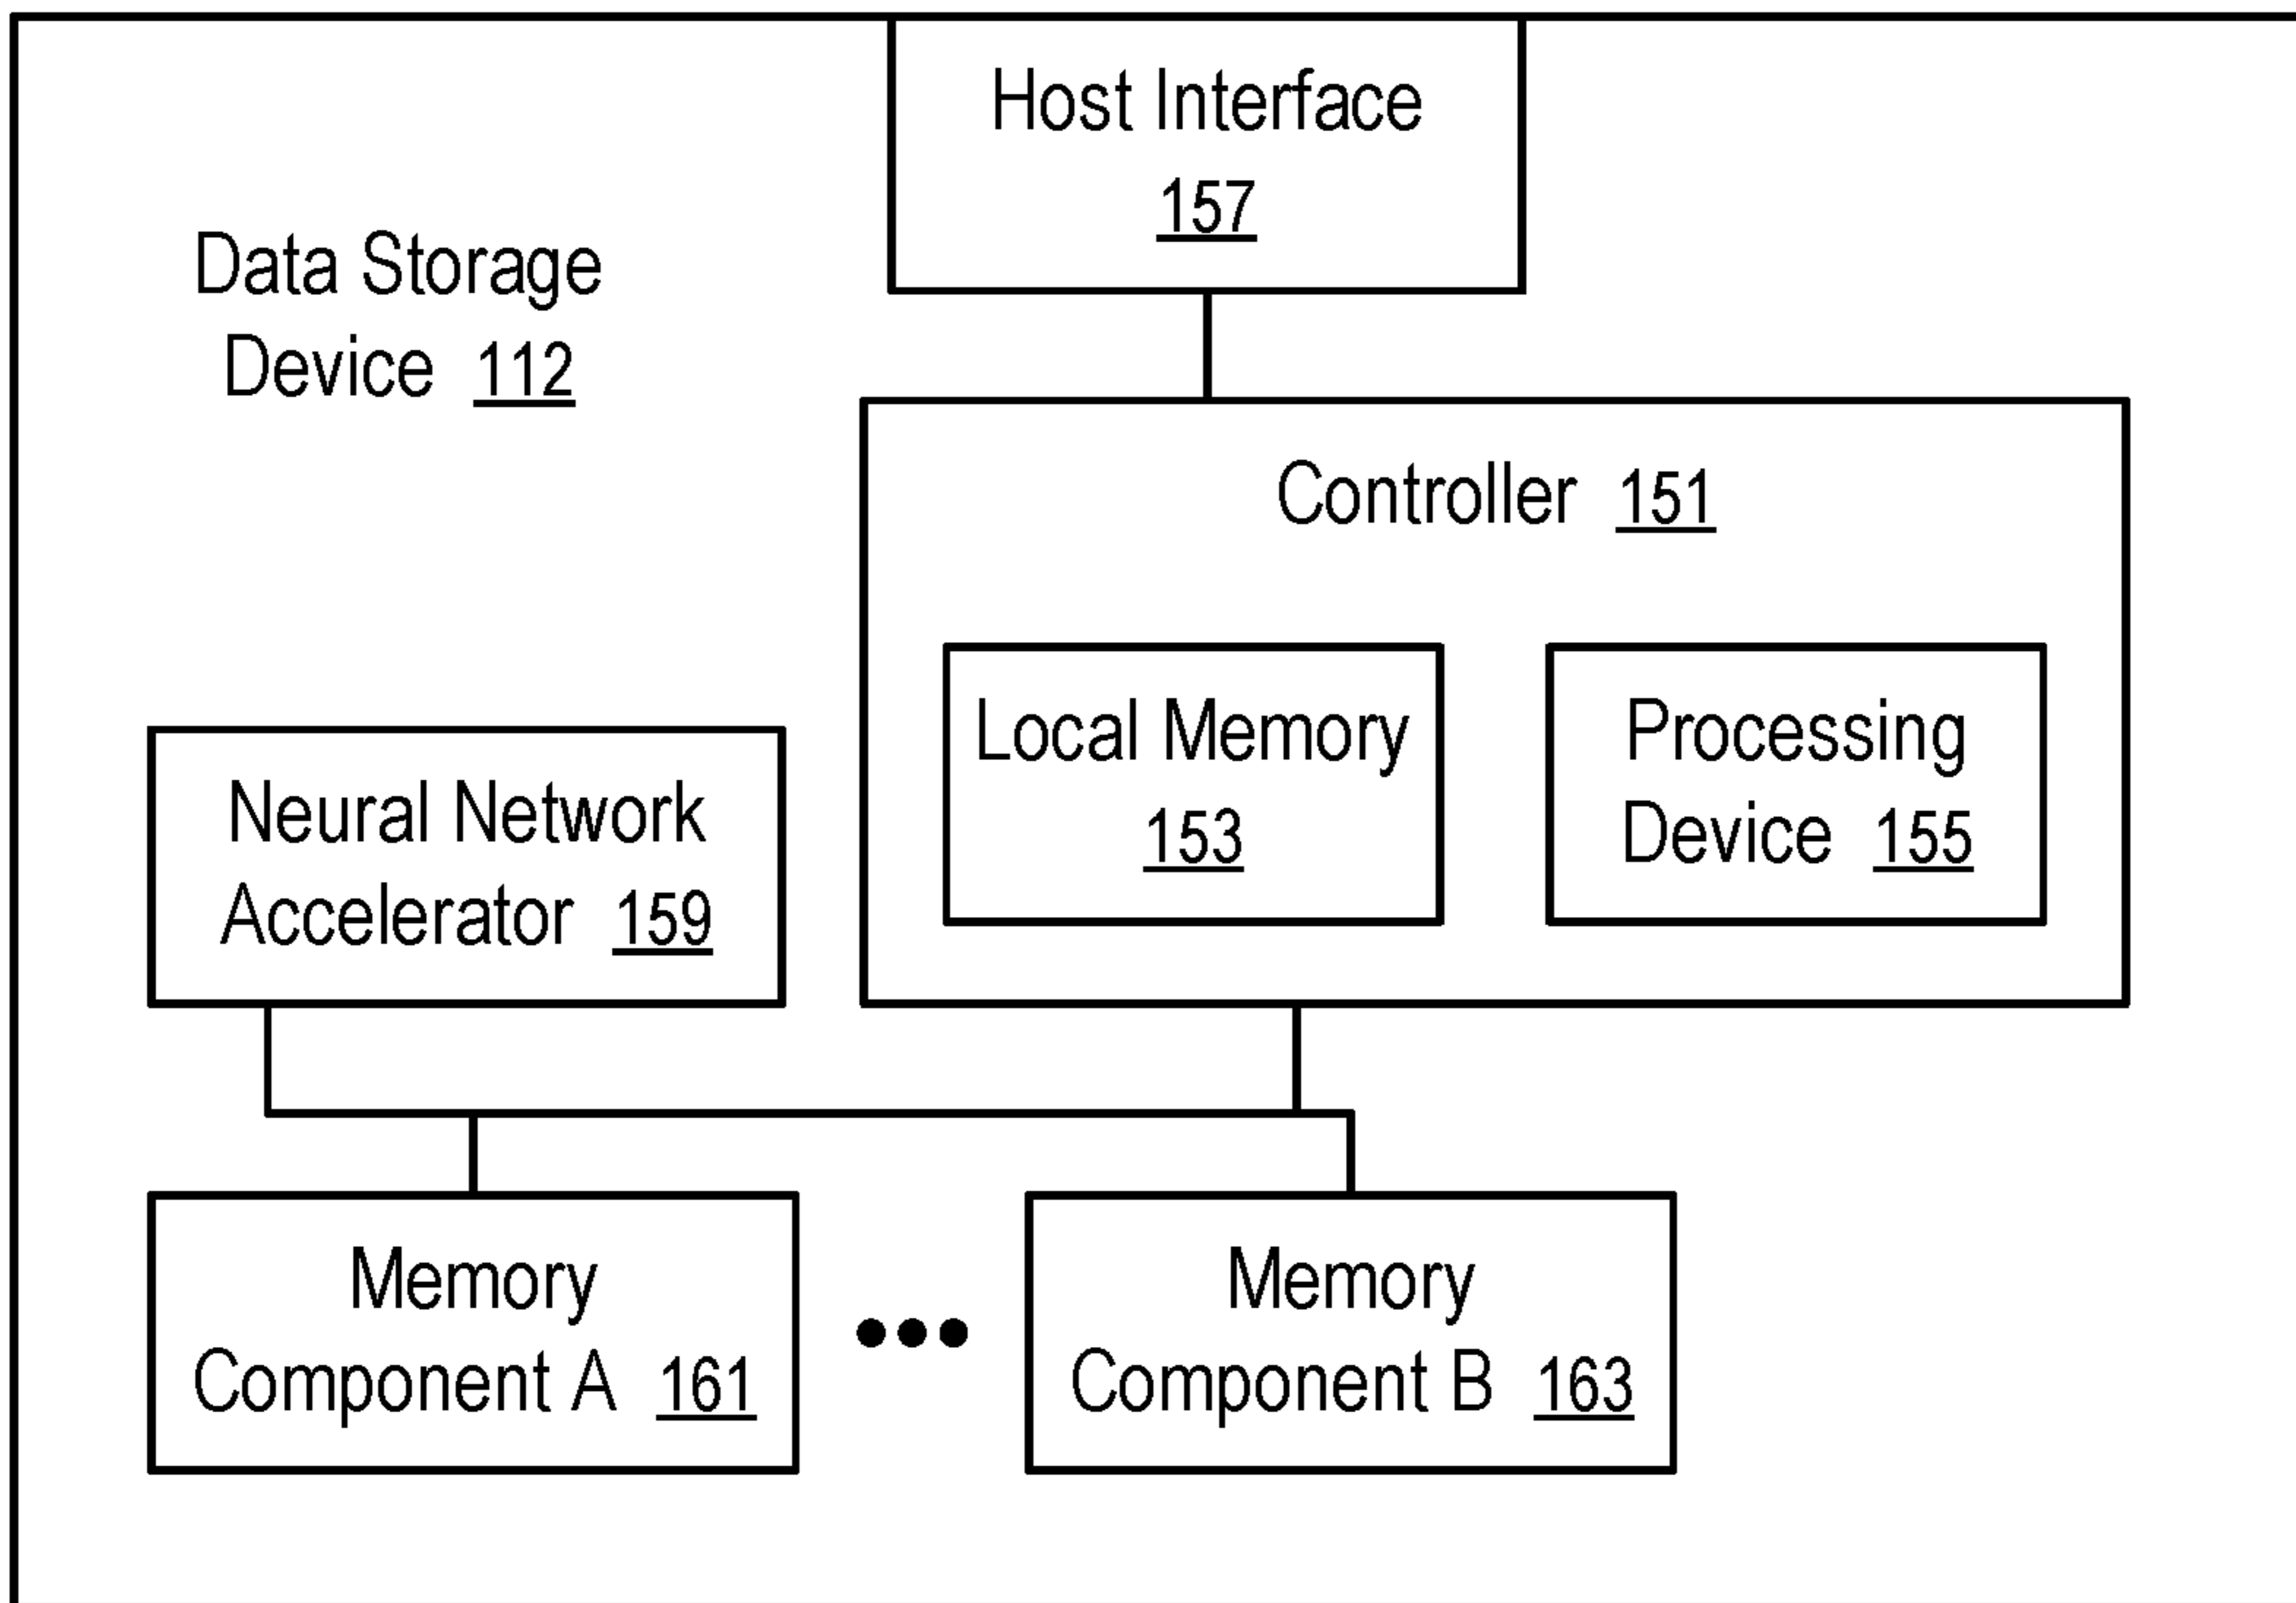 Host Interface
157
Data Storage
Device 112
Controller 151
Local Memory
153
Processing
Device 155
Neural Network
Accelerator 159
Memory
Component A 161
Memory
Component B 163